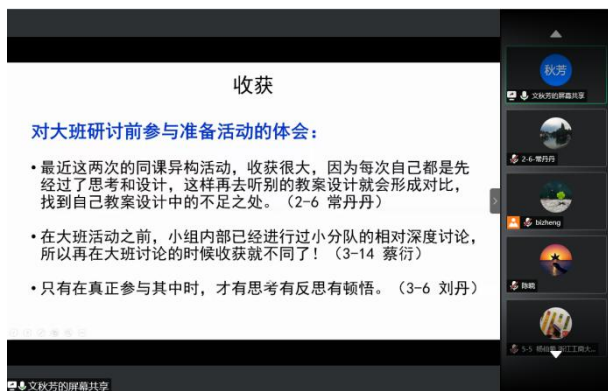 收获
对大班研讨前参与准备活动的体会：
•最近这两次的同课异构活动，收获很大，因为每次自己都是先
经过了思考和设计，这样再去听别的教案设计就会形成对比，
找到自己教案设计中的不足之处。（2-6 常丹丹）
•在大班活动之前，小组内部已经进行过小分队的相对深度讨论，
所以再在大班讨论的时候收获就不同了！（3-14 蔡衍）
•只有在真正参与其中时，才有思考有反思有顿悟。（3-6 刘丹）
文秋芳的屏幕共享
秋芳
文秋芳的屏幕共享
2-6-常丹丹
bizheng
5-5
浙江工商大...